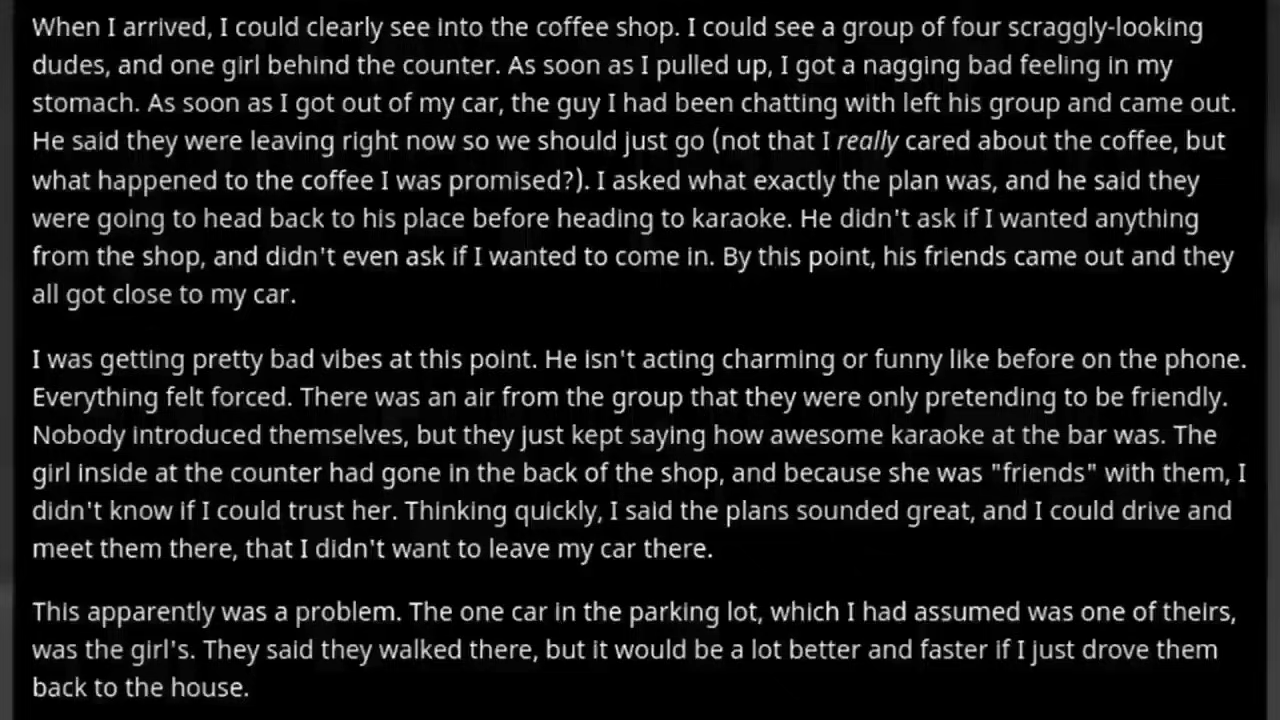 When I arrived, I could clearly see into the coffee shop. I could see a group of four scraggly-looking
dudes, and one girl behind the counter. As soon as I pulled up, I got a nagging bad feeling in my
stomach. As soon as I got out of my car, the guy I had been chatting with left his group and came out.
He said they were leaving right now so we should just go (not that I really cared about the coffee, but
what happened to the coffee I was promised?). I asked what exactly the plan was, and he said they
were going to head back to his place before heading to karaoke. He didn't ask if I wanted anything
from the shop, and didn't even ask if I wanted to come in. By this point, his friends came out and they
all got close to my car.
I was getting pretty bad vibes at this point. He isn't acting charming or funny like before on the phone.
Everything felt forced. There was an air from the group that they were only pretending to be friendly.
Nobody introduced themselves, but they just kept saying how awesome karaoke at the bar was. The
girl inside at the counter had gone in the back of the shop, and because she was "friends" with them, I
didn't know if I could trust her. Thinking quickly, I said the plans sounded great, and I could drive and
meet them there, that I didn't want to leave my car there.
This apparently was a problem. The one car in the parking lot, which I had assumed was one of theirs,
was the girl's. They said they walked there, but it would be a lot better and faster if I just drove them
back to the house.